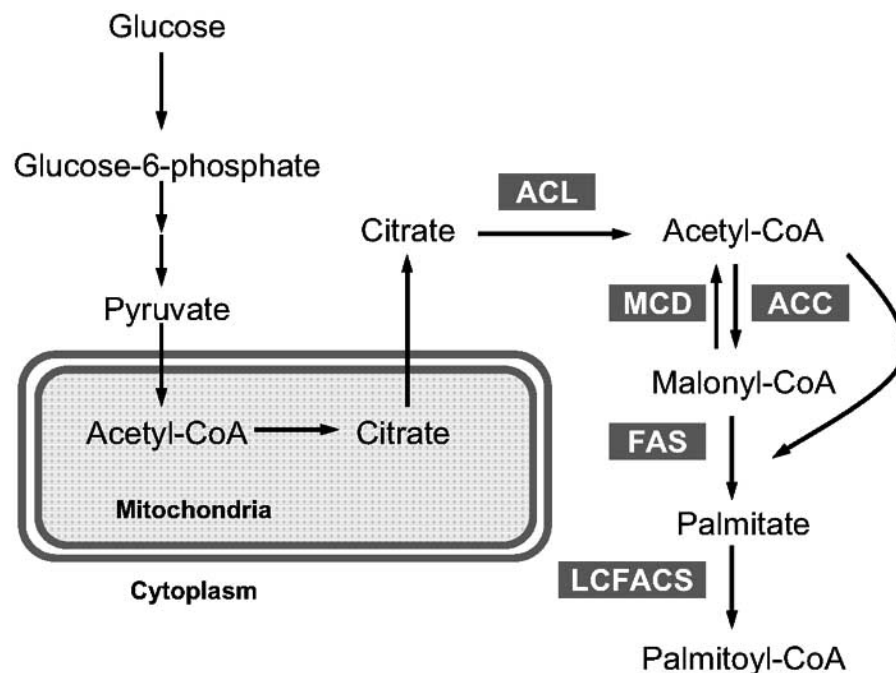 Glucose
Glucose-6-phosphate
ACL
Citrate
Acetyl-CoA
MCD
ACC
Pyruvate
Malonyl-CoA
Acetyl-CoA
Citrate
FAS
Mitochondria
Palmitate
LCFACS
Cytoplasm
Palmitoyl-CoA